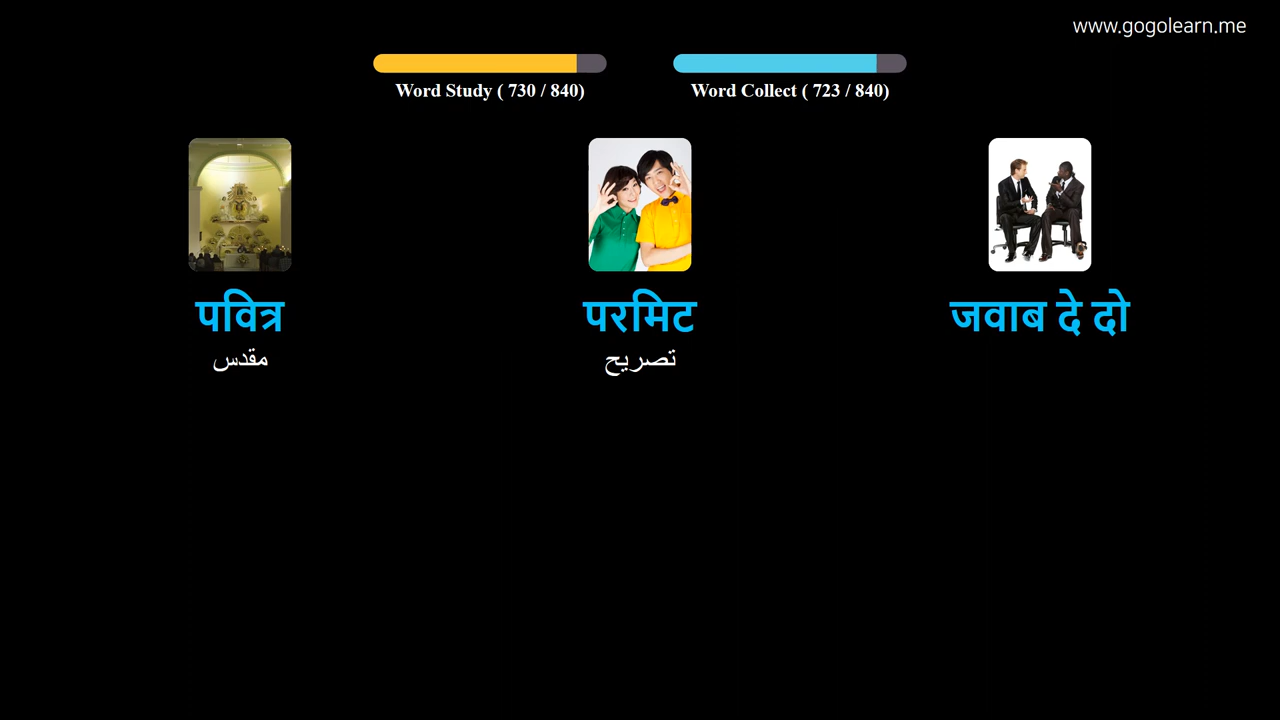 www.gogolearn.me
Word Study ( 730 / 840)
Word Collect ( 723 / 840)
पवित्र
مقدس
परमिट
تصريح
जवाब दे दो